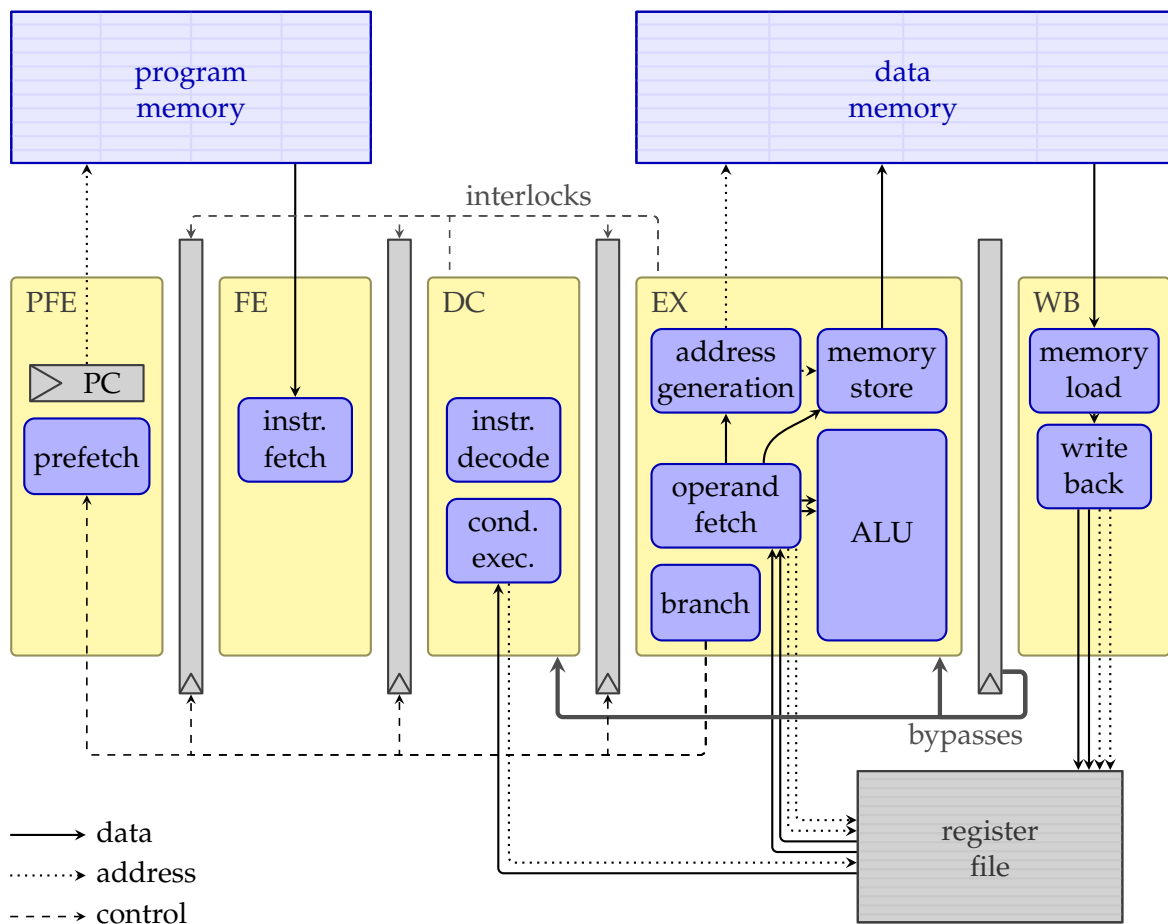 program
memory
data
memory
interlocks
PFE
FE
DC
EX
WB
PC
prefetch
instr.
fetch
instr.
decode
cond.
exec.
address
generation
memory
store
operand
fetch
ALU
branch
memory
load
write
back
bypasses
register
file
data
address
control